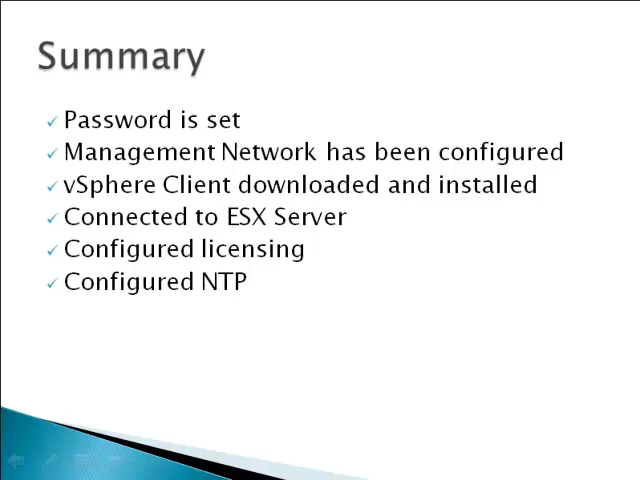 Summary
Password is set
Management Network has been configured
vSphere Client downloaded and installed
Connected to ESX Server
Configured licensing
Configured NTP